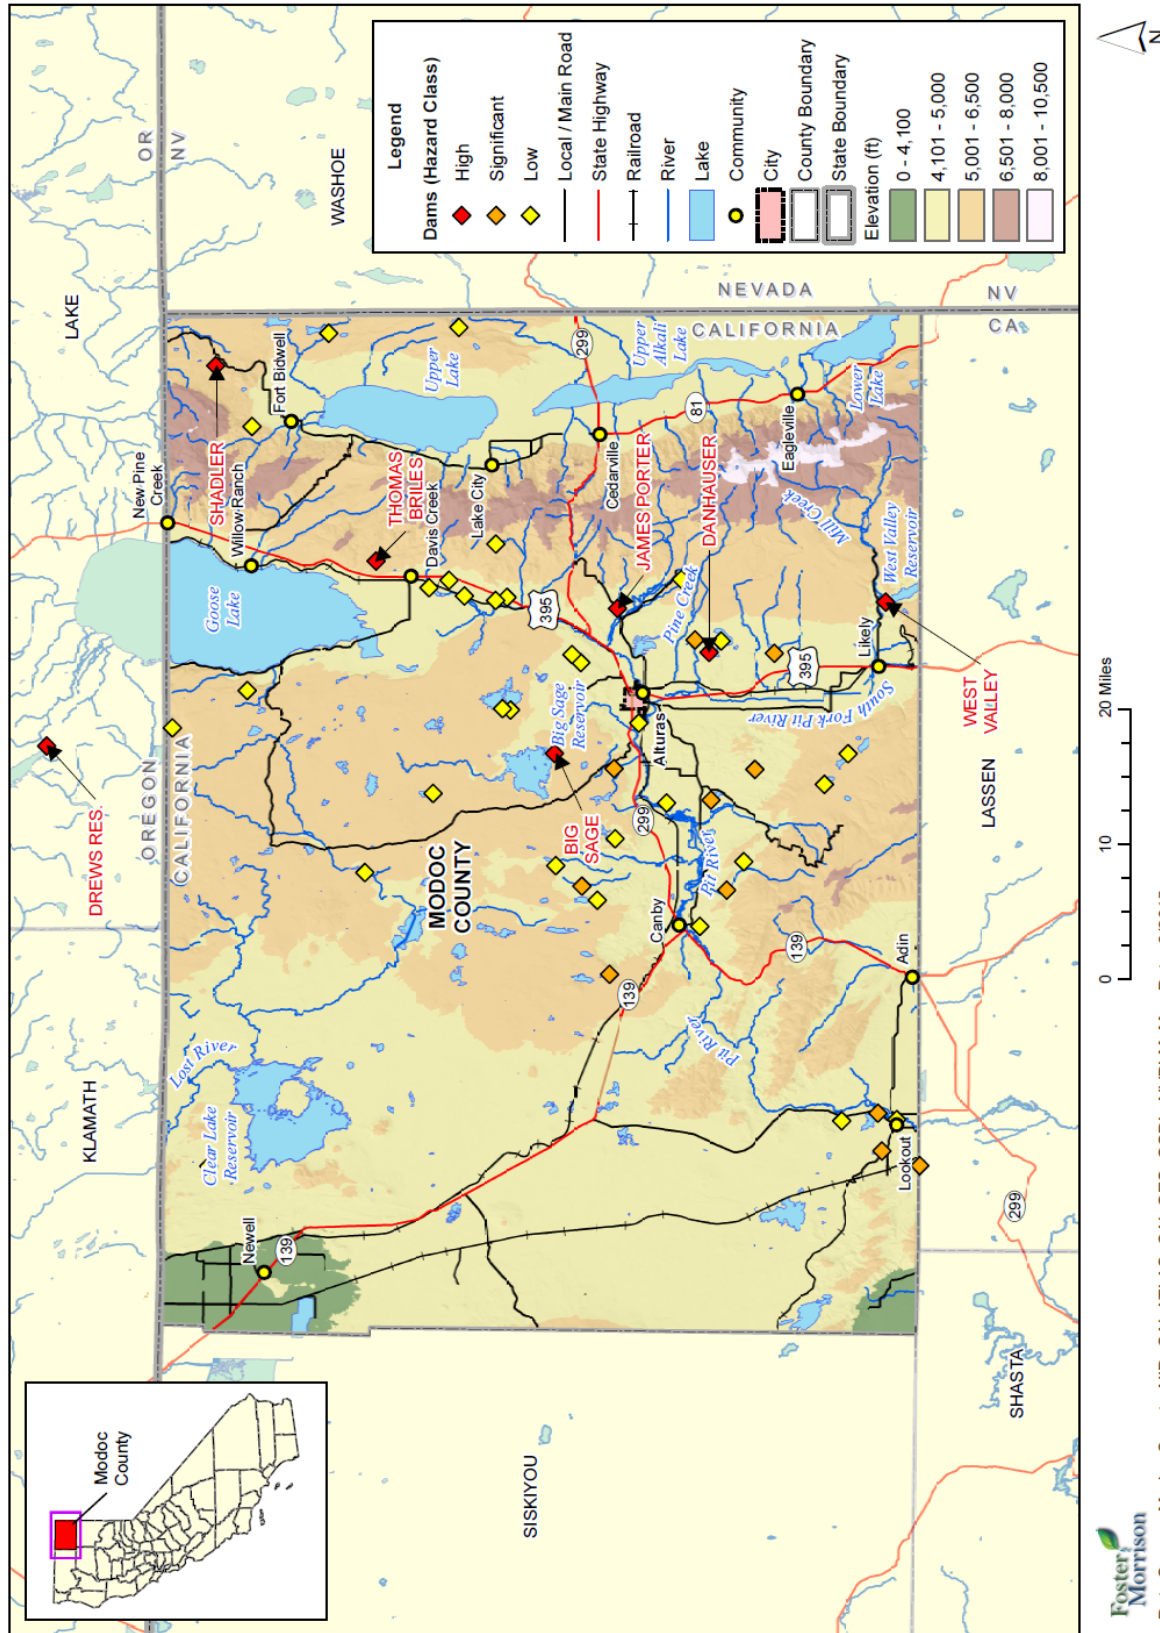 LAKE
KLAMATH
OR
NV
WASHOE
DREWS RES.
OREGON
CALIFORNIA
New Pine
Creek
SHADLER
Willow Ranch
Fort Bidwell
Goose
Lake
Lost River
Clear Lake
Reservoir
Newell
139
THOMAS
BRILES
Davis Creek
Upper
Lake
Lake City
MODOC
COUNTY
395
299
Big Sage
Reservoir
BIG
SAGE
Cedarville
JAMES PORTER
Upper
Alkali
Lake
NEVADA
CALIFORNIA
139
299
Canby
Alturas
Pine Creek
DANHAUSER
81
Pit River
Pit River
139
South Fork Pit River
395
Mill Creek
Eagleville
Lower
Lake
West Valley
Reservoir
Likely
Adin
Lookout
WEST
VALLEY
NV
CA
LASSEN
SISKIYOU
SHASTA
299
Modoc
County
Legend
Dams (Hazard Class)
High
Significant
Low
Local / Main Road
State Highway
Railroad
River
Lake
Community
City
County Boundary
State Boundary
Elevation (ft)
0 - 4,100
4,101 - 5,000
5,001 - 6,500
6,501 - 8,000
8,001 - 10,500
0 10 20 Miles
N
Foster
Morrison